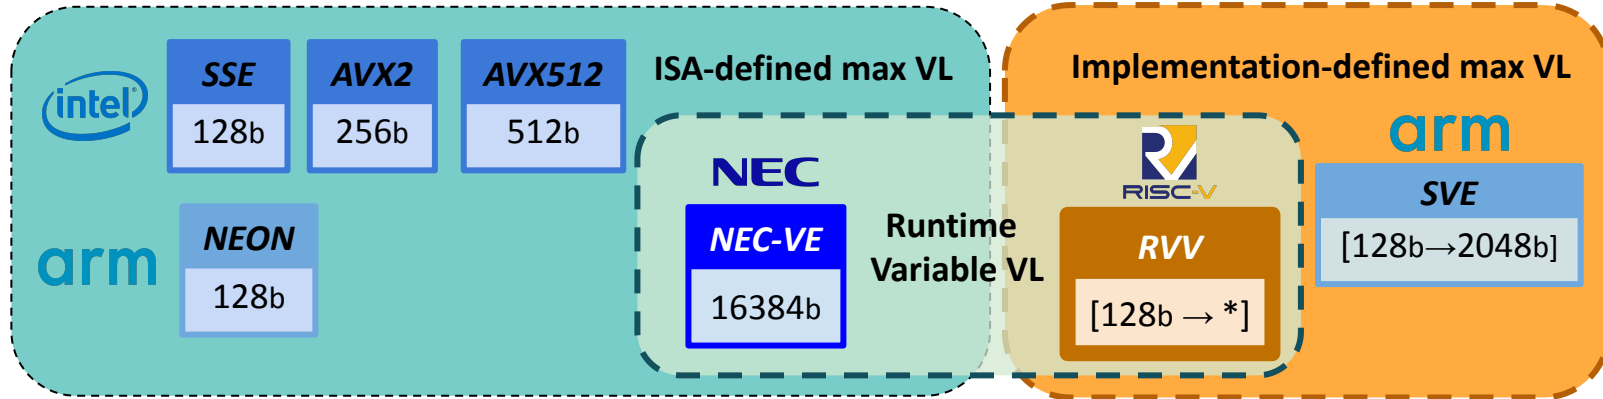 ISA-defined max VL
intel
SSE
128b
AVX2
256b
AVX512
512b
arm
NEON
128b
NEC
NEC-VE
16384b
Runtime
Variable VL
Implementation-defined max VL
RISC-V
RVV
[128b → *]
arm
SVE
[128b→2048b]